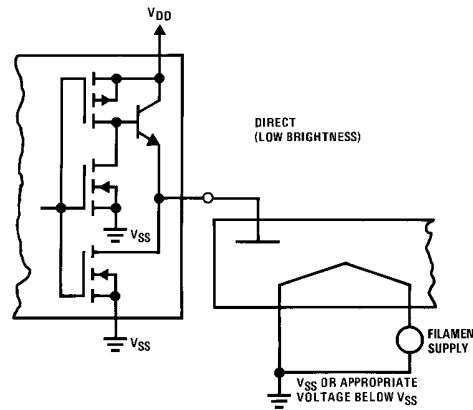 VDD
DIRECT
(LOW BRIGHTNESS)
VSS
VSS
FILAMEN
SUPPLY
VSS OR APPROPRIATE
VOLTAGE BELOW VSS